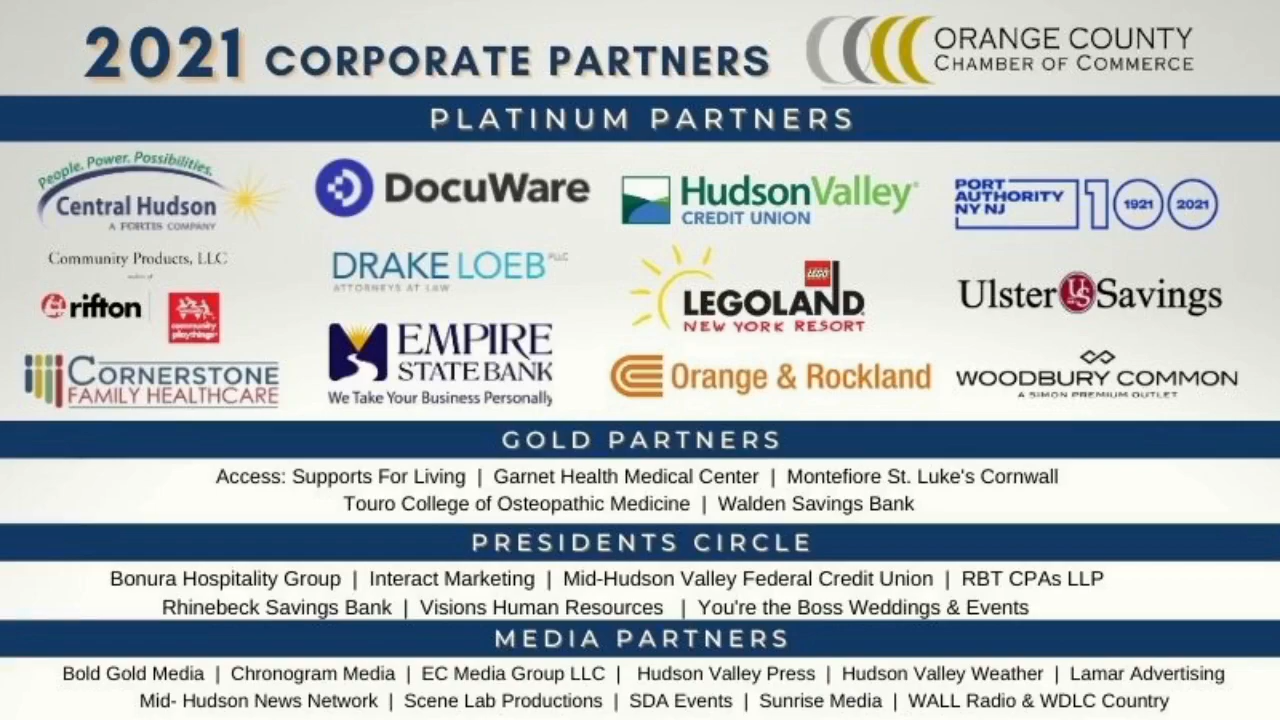 2021 CORPORATE PARTNERS
ORANGE COUNTY
CHAMBER OF COMMERCE
PLATINUM PARTNERS
People. Power. Possibilities.
Central Hudson
A FORTIS COMPANY
DocuWare
HudsonValley
CREDIT UNION
PORT
AUTHORITY
NY NJ
100
1921 2021
Community Products, LLC
rifton
community
playthings
DRAKE LOEB PLLC
ATTORNEYS AT LAW
LEGO
LEGOLAND
NEW YORK RESORT
Ulster US Savings
CORNERSTONE
FAMILY HEALTHCARE
EMPIRE
STATE BANK
We Take Your Business Personally
Orange & Rockland
WOODBURY COMMON
A SIMON PREMIUM OUTLET
GOLD PARTNERS
Access: Supports For Living | Garnet Health Medical Center | Montefiore St. Luke's Cornwall
Touro College of Osteopathic Medicine | Walden Savings Bank
PRESIDENTS CIRCLE
Bonura Hospitality Group | Interact Marketing | Mid-Hudson Valley Federal Credit Union | RBT CPAs LLP
Rhinebeck Savings Bank | Visions Human Resources | You're the Boss Weddings & Events
MEDIA PARTNERS
Bold Gold Media | Chronogram Media | EC Media Group LLC | Hudson Valley Press | Hudson Valley Weather | Lamar Advertising
Mid- Hudson News Network | Scene Lab Productions | SDA Events | Sunrise Media | WALL Radio & WDLC Country